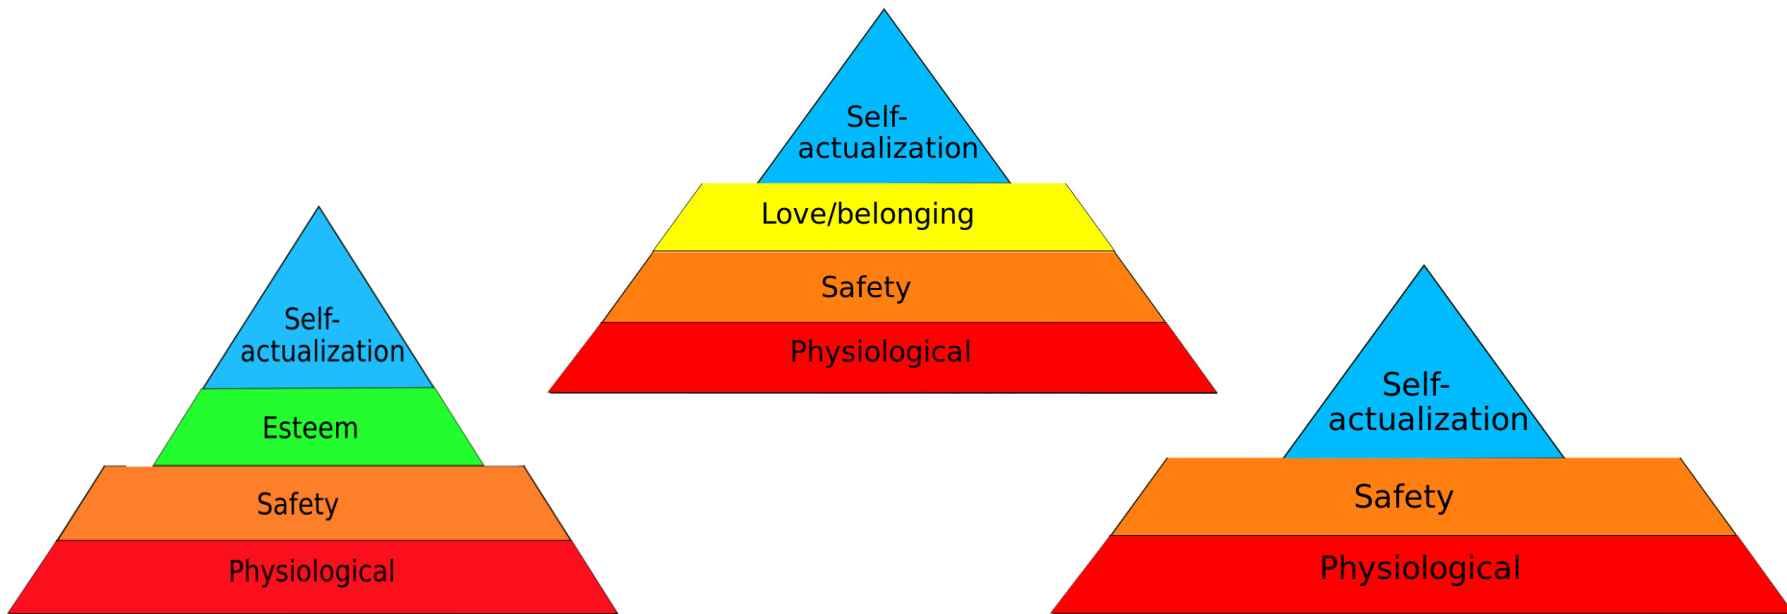 Self-
actualization
Esteem
Safety
Physiological
Self-
actualization
Love/belonging
Safety
Physiological
Self-
actualization
Safety
Physiological